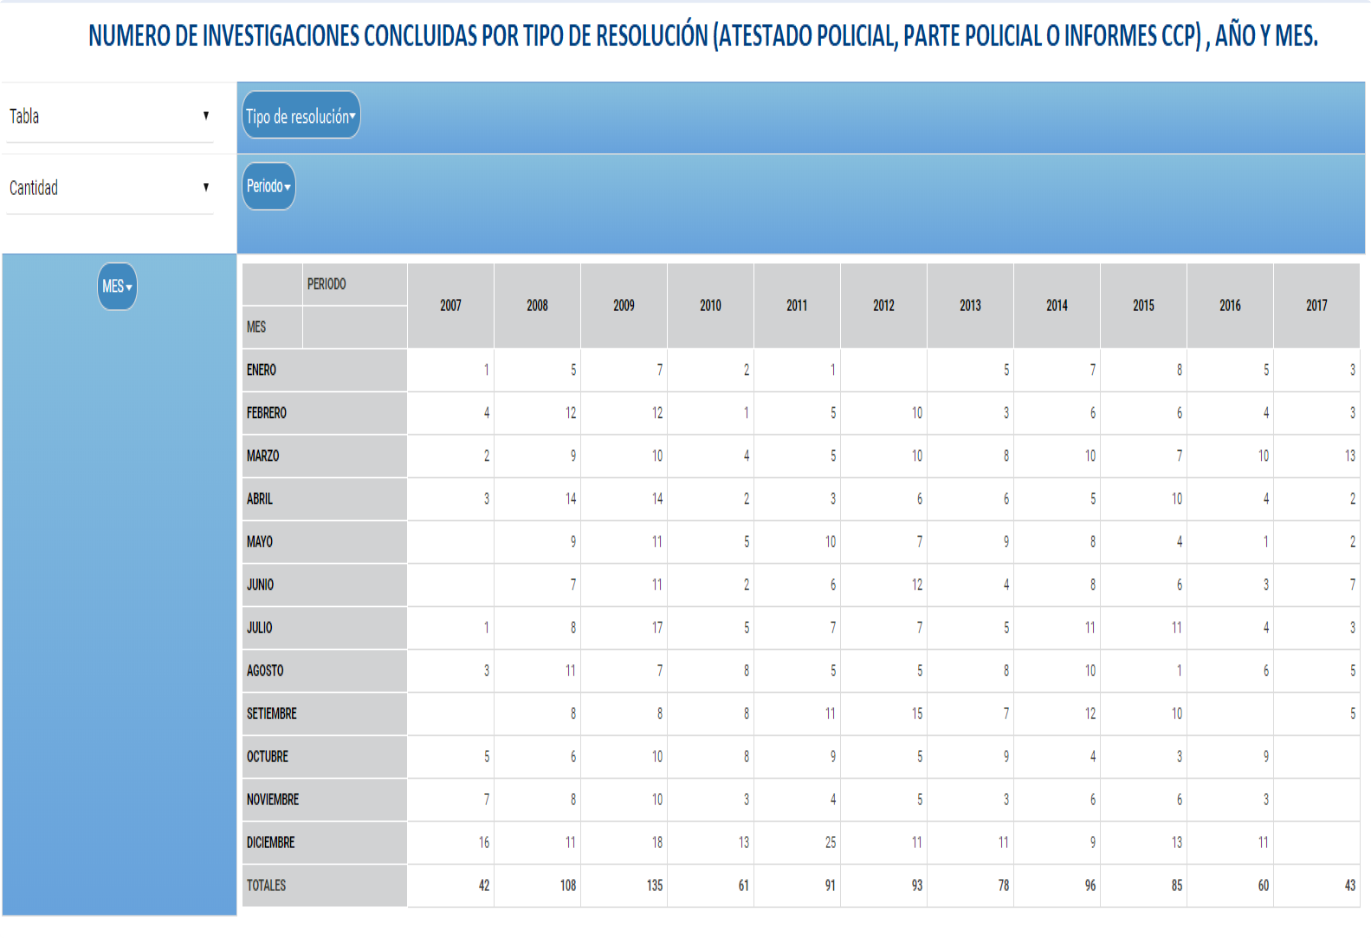 NUMERO DE INVESTIGACIONES CONCLUIDAS POR TIPO DE RESOLUCIÓN (ATESTADO POLICIAL, PARTE POLICIAL O INFORMES CCP) , AÑO Y MES.
Tabla ▼ Tipo de resolución▾
Cantidad ▼ Periodo▾
MES▾
PERIODO
MES 2007 2008 2009 2010 2011 2012 2013 2014 2015 2016 2017
ENERO 1 5 7 2 1 5 7 8 5 3
FEBRERO 4 12 12 1 5 10 3 6 6 4 3
MARZO 2 9 10 4 5 10 8 10 7 10 13
ABRIL 3 14 14 2 3 6 6 5 10 4 2
MAYO 9 11 5 10 7 9 8 4 1 2
JUNIO 7 11 2 6 12 4 8 6 3 7
JULIO 1 8 17 5 7 7 5 11 11 4 3
AGOSTO 3 11 7 8 5 5 8 10 1 6 5
SETIEMBRE 8 8 8 11 15 7 12 10 5
OCTUBRE 5 6 10 8 9 5 9 4 3 9
NOVIEMBRE 7 8 10 3 4 5 3 6 6 3
DICIEMBRE 16 11 18 13 25 11 11 9 13 11
TOTALES 42 108 135 61 91 93 78 96 85 60 43